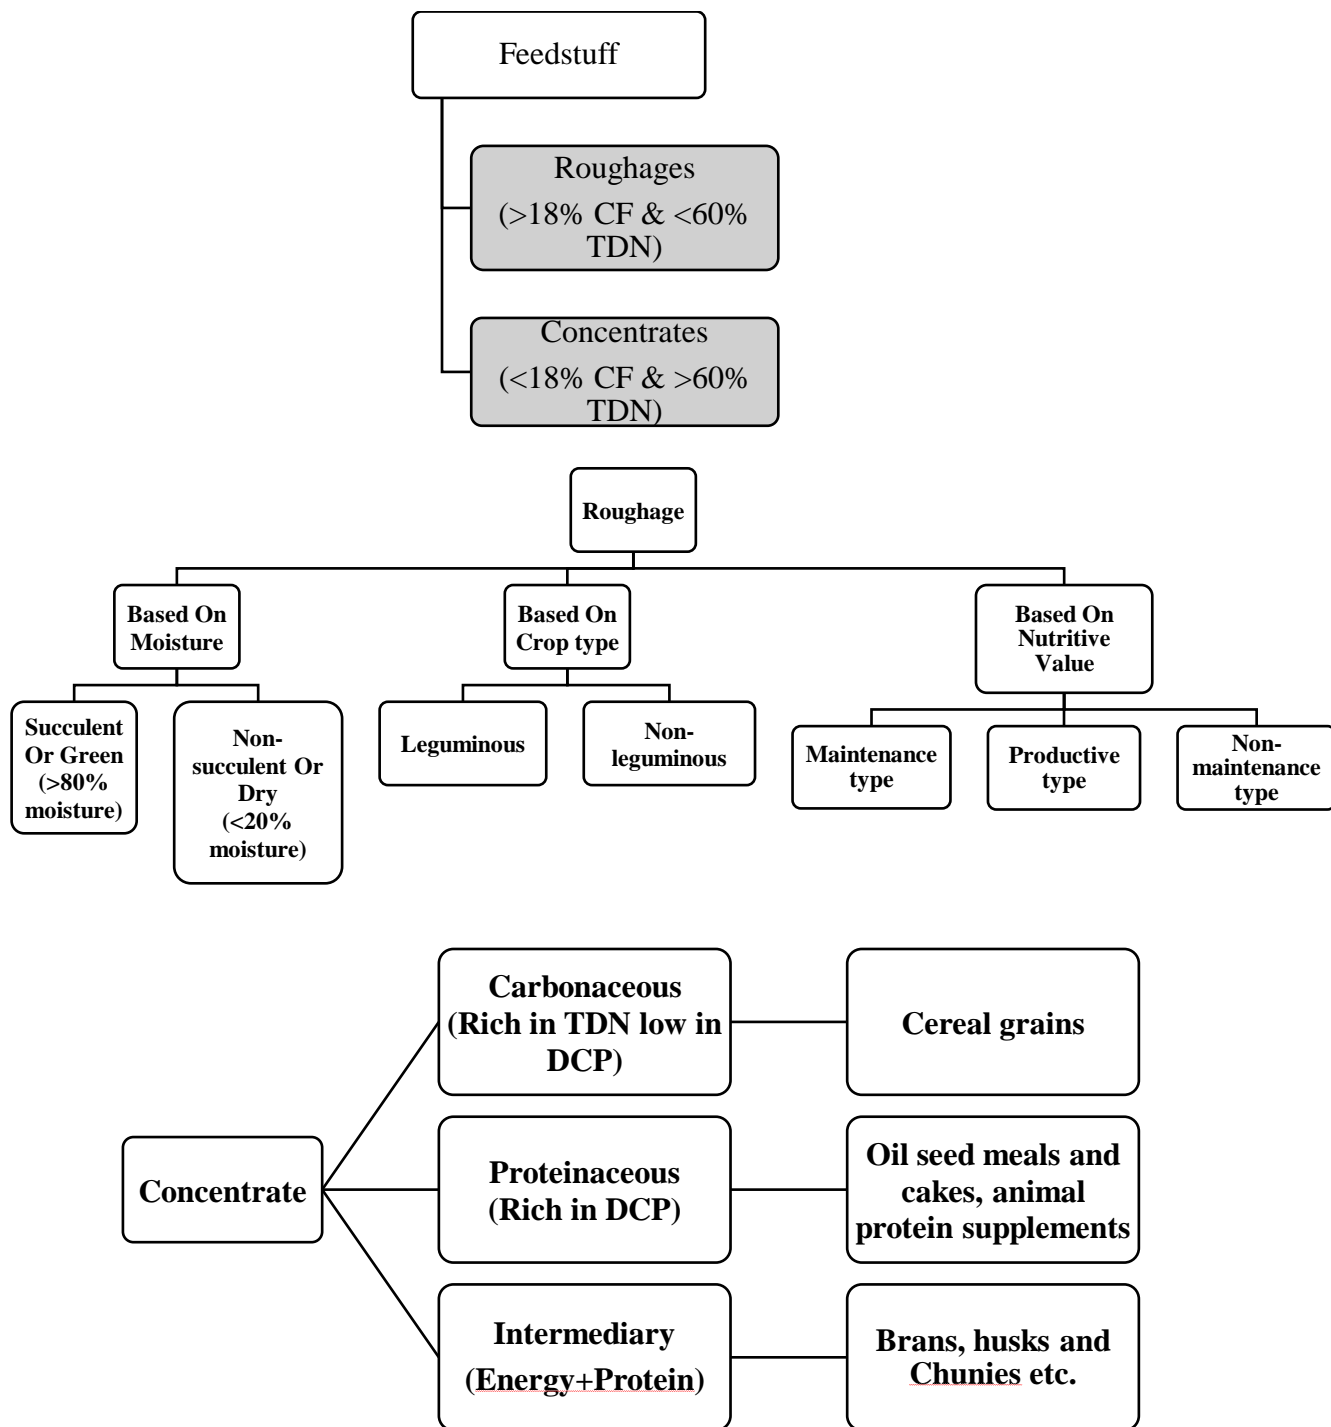 Feedstuff
Roughages
(>18% CF & <60%
TDN)
Concentrates
(<18% CF & >60%
TDN)
Roughage
Based On
Moisture
Based On
Crop type
Based On
Nutritive
Value
Succulent
Or Green
(>80%
moisture)
Non-
succulent Or
Dry
(<20%
moisture)
Leguminous
Non-
leguminous
Maintenance
type
Productive
type
Non-
maintenance
type
Concentrate
Carbonaceous
(Rich in TDN low in
DCP)
Cereal grains
Proteinaceous
(Rich in DCP)
Oil seed meals and
cakes, animal
protein supplements
Intermediary
(Energy+Protein)
Brans, husks and
Chunies etc.